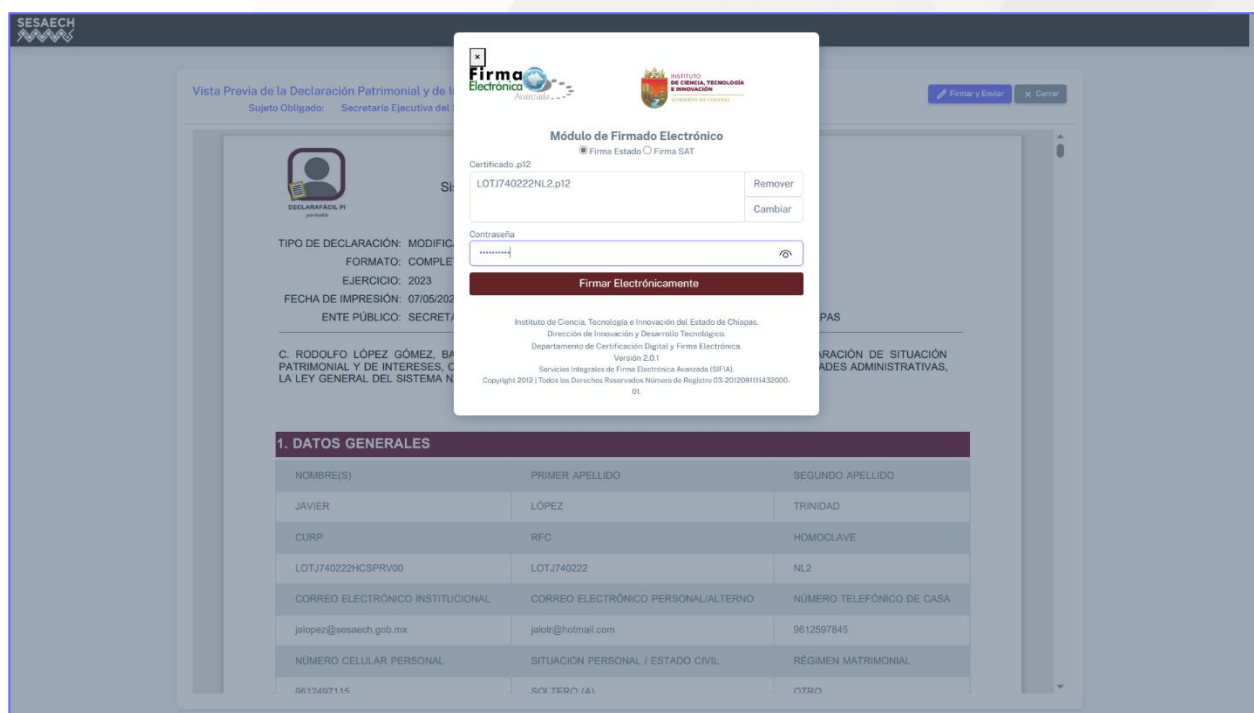 SESAECH
Vista Previa de la Declaración Patrimonial y de I
Sujeto Obligado: Secretaría Ejecutiva del S
Firmar y Enviar
x Cerrar
x
Firma
Electrónica
Avanzada
INSTITUTO
DE CIENCIA, TECNOLOGÍA
E INNOVACIÓN
GOBIERNO DE CHIAPAS
Módulo de Firmado Electrónico
Firma Estado Firma SAT
Certificado .p12
LOTJ740222NL2.p12
Remover
Cambiar
Contraseña
Firmar Electrónicamente
Instituto de Ciencia, Tecnología e Innovación del Estado de Chiapas.
Dirección de Innovación y Desarrollo Tecnológico.
Departamento de Certificación Digital y Firma Electrónica.
Versión 2.0.1
Servicios Integrales de Firma Electrónica Avanzada (SIFIA).
Copyright 2012 | Todos los Derechos Reservados Número de Registro 03-2012091111432000-
01.
DECLARAFÁCIL PI
portable
Si
TIPO DE DECLARACIÓN: MODIFIC
FORMATO: COMPLE
EJERCICIO: 2023
FECHA DE IMPRESIÓN: 07/05/202
ENTE PÚBLICO: SECRETA PAS
C. RODOLFO LÓPEZ GÓMEZ, BA ARACIÓN DE SITUACIÓN
PATRIMONIAL Y DE INTERESES, C ADES ADMINISTRATIVAS,
LA LEY GENERAL DEL SISTEMA N
1. DATOS GENERALES
NOMBRE(S) PRIMER APELLIDO SEGUNDO APELLIDO
JAVIER LÓPEZ TRINIDAD
CURP RFC HOMOCLAVE
LOTJ740222HCSPRV00 LOTJ740222 NL2
CORREO ELECTRÓNICO INSTITUCIONAL CORREO ELECTRÓNICO PERSONAL/ALTERNO NÚMERO TELEFÓNICO DE CASA
jalopez@sesaech.gob.mx jalotr@hotmail.com 9612597845
NÚMERO CELULAR PERSONAL SITUACIÓN PERSONAL / ESTADO CIVIL RÉGIMEN MATRIMONIAL
9612497115 SOLTERO (A) OTRO